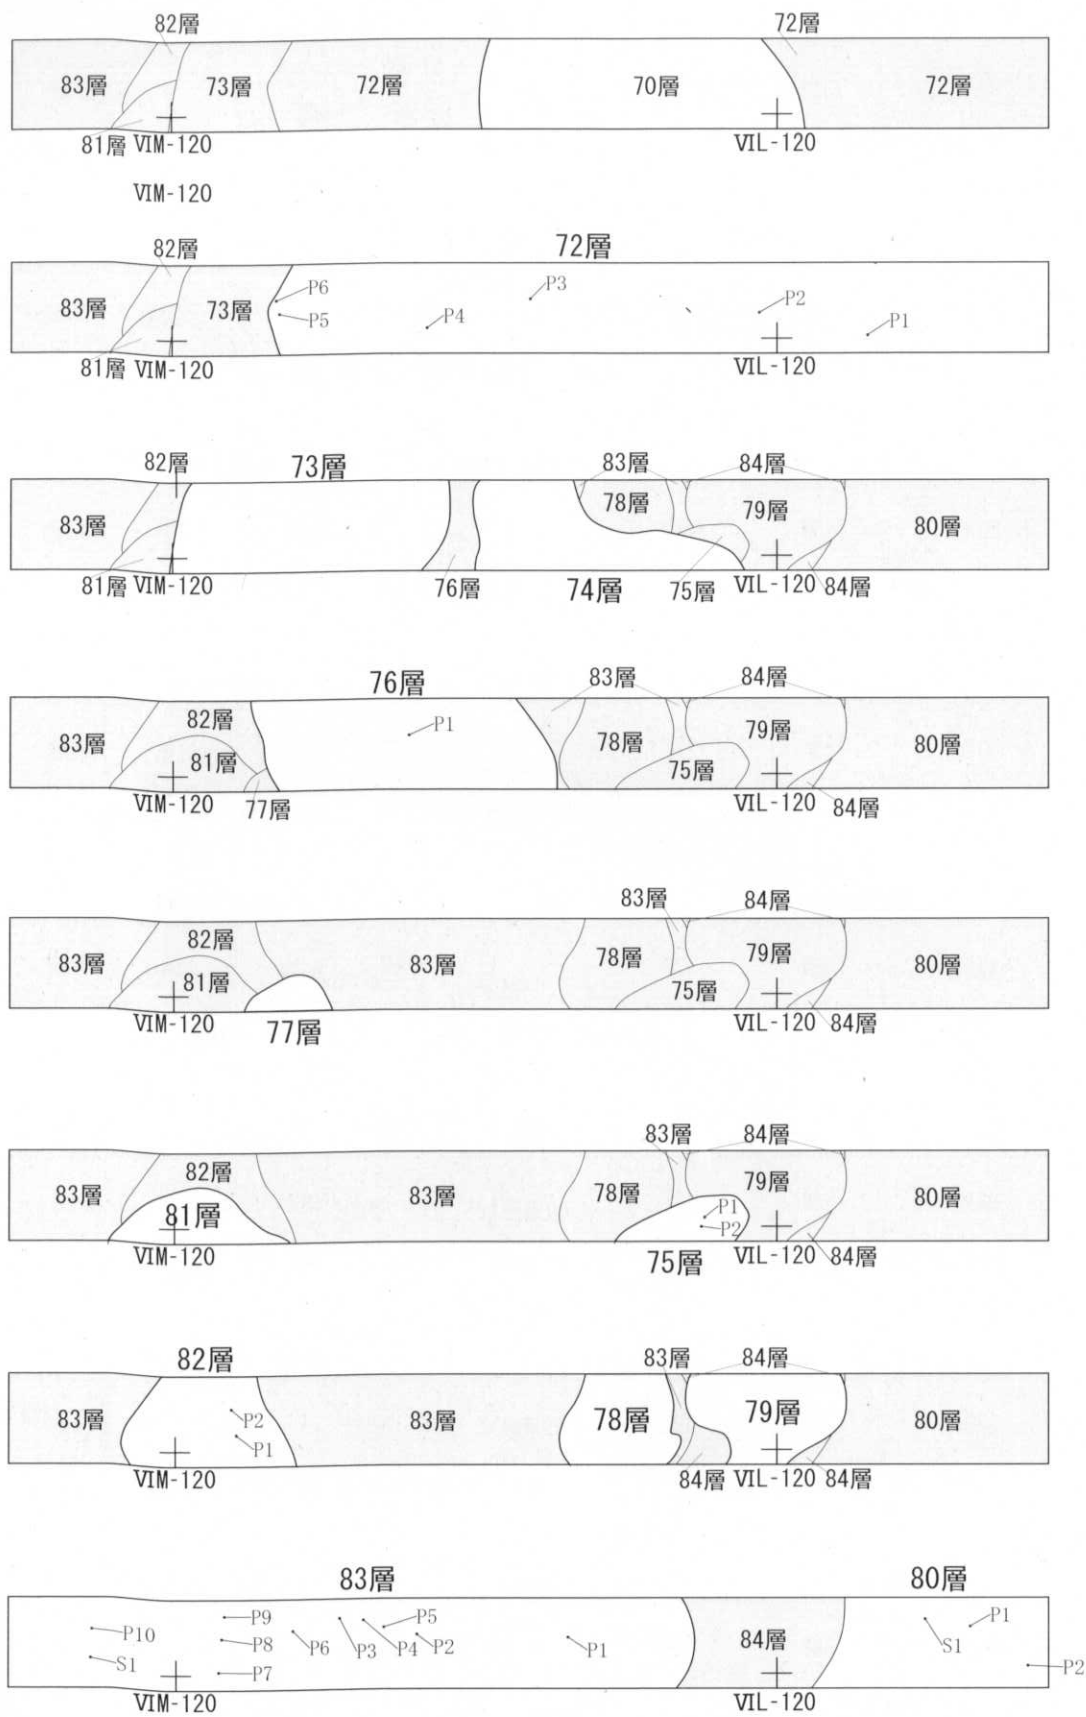 82層 72層
83層 73層 72層 70層 72層
81層 ⅥM-120 ⅥL-120
ⅥM-120
82層 72層
83層 73層 P6 P5 P4 P3 P2 P1
81層 ⅥM-120 ⅥL-120
82層 73層 83層 84層
83層 78層 79層 80層
81層 ⅥM-120 76層 74層 75層 ⅥL-120 84層
76層 83層 84層
83層 82層 P1 78層 79層 80層
81層 75層
ⅥM-120 77層 ⅥL-120 84層
83層 84層
83層 82層 83層 78層 79層 80層
81層 75層
ⅥM-120 77層 ⅥL-120 84層
83層 84層
83層 82層 83層 78層 79層 80層
81層 P1 P2
ⅥM-120 75層 ⅥL-120 84層
82層 83層 84層
83層 P2 P1 83層 78層 79層 80層
ⅥM-120 84層 ⅥL-120 84層
83層 80層
P10 P9 P8 P6 P3 P4 P5 P2 P1 84層 S1 P1
S1 P7 P2
ⅥM-120 ⅥL-120